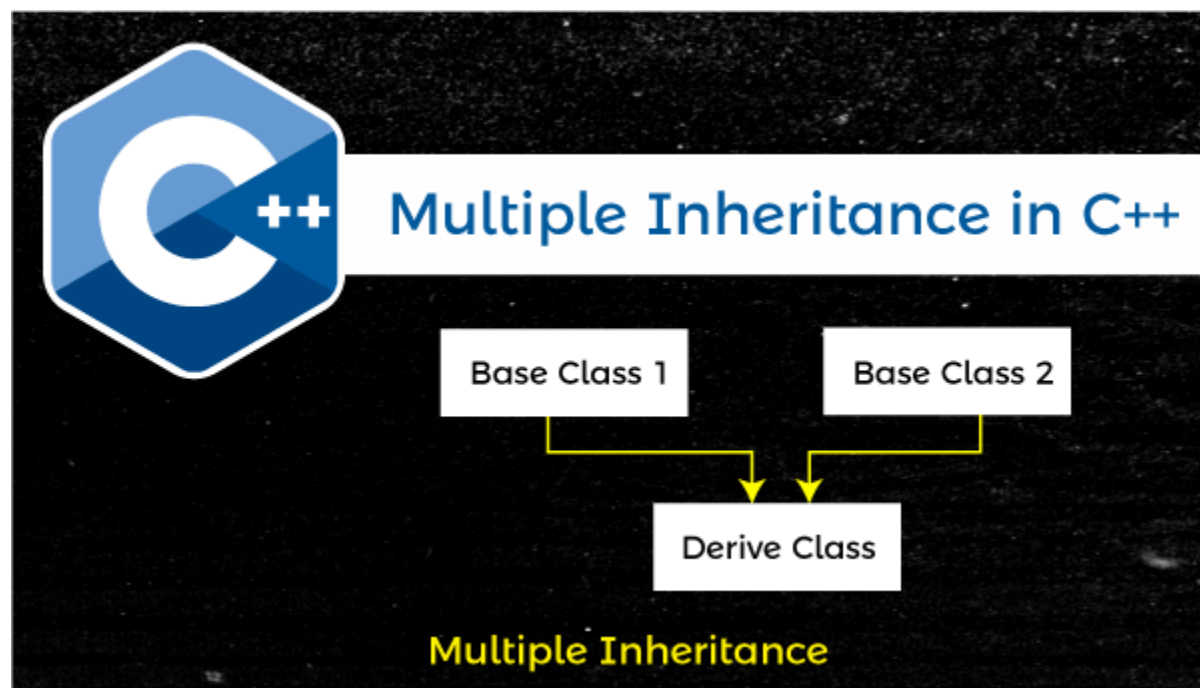 C++
Multiple Inheritance in C++
Base Class 1
Base Class 2
Derive Class
Multiple Inheritance